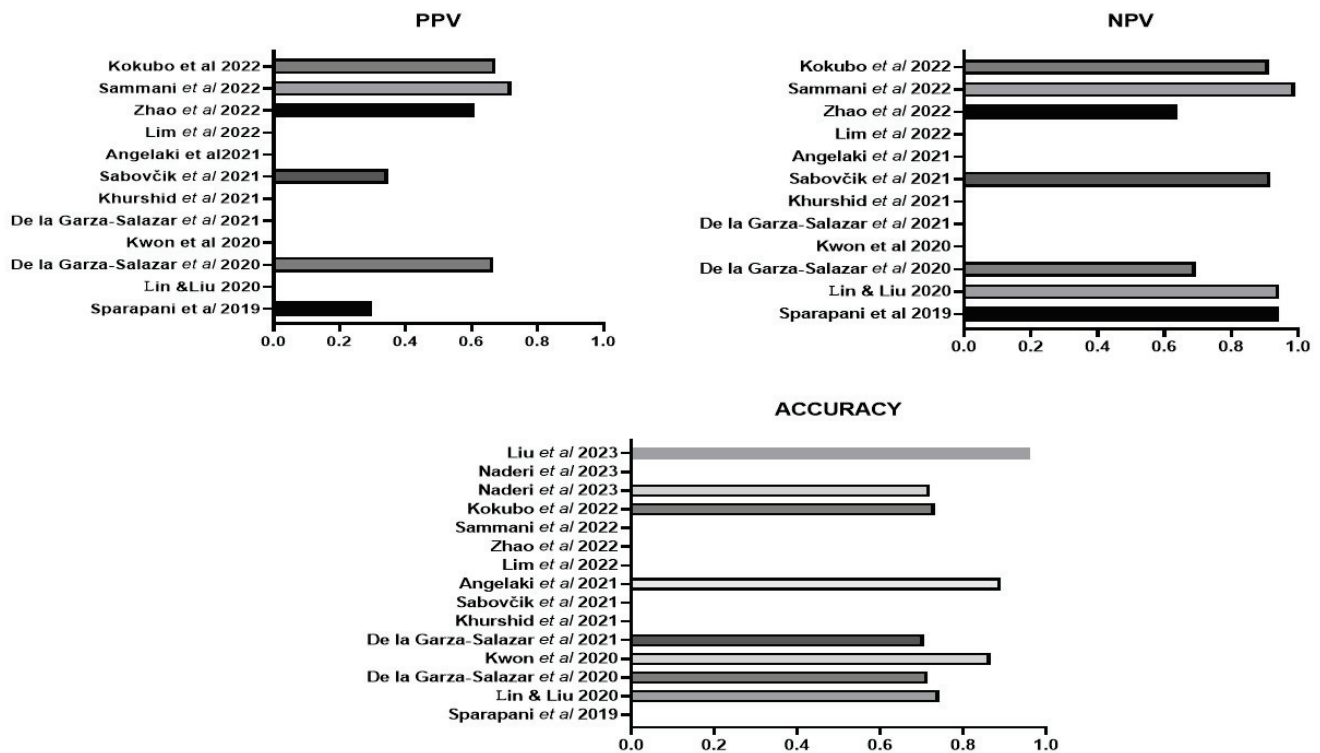 PPV
Kokubo et al 2022
Sammani et al 2022
Zhao et al 2022
Lim et al 2022
Angelaki et al2021
Sabovčik et al 2021
Khurshid et al 2021
De la Garza-Salazar et al 2021
Kwon et al 2020
De la Garza-Salazar et al 2020
Lin &Liu 2020
Sparapani et al 2019
0.0 0.2 0.4 0.6 0.8 1.0
NPV
Kokubo et al 2022
Sammani et al 2022
Zhao et al 2022
Lim et al 2022
Angelaki et al 2021
Sabovčik et al 2021
Khurshid et al 2021
De la Garza-Salazar et al 2021
Kwon et al 2020
De la Garza-Salazar et al 2020
Lin & Liu 2020
Sparapani et al 2019
0.0 0.2 0.4 0.6 0.8 1.0
ACCURACY
Liu et al 2023
Naderi et al 2023
Naderi et al 2023
Kokubo et al 2022
Sammani et al 2022
Zhao et al 2022
Lim et al 2022
Angelaki et al 2021
Sabovčik et al 2021
Khurshid et al 2021
De la Garza-Salazar et al 2021
Kwon et al 2020
De la Garza-Salazar et al 2020
Lin & Liu 2020
Sparapani et al 2019
0.0 0.2 0.4 0.6 0.8 1.0